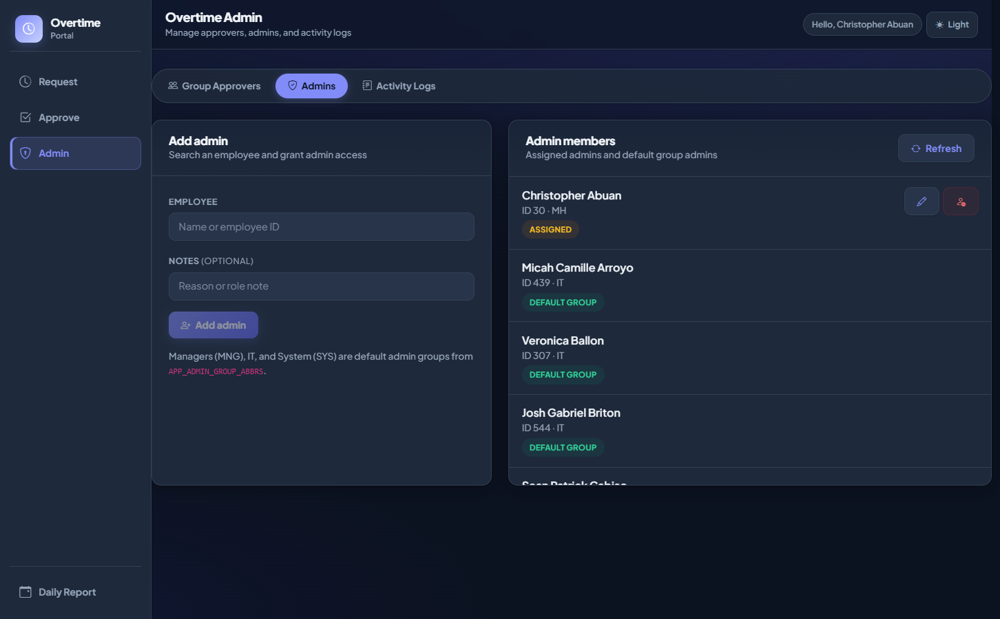 Overtime
Portal
Request
Approve
Admin
Daily Report
Overtime Admin
Manage approvers, admins, and activity logs
Hello, Christopher Abuan
Light
Group Approvers
Admins
Activity Logs
Add admin
Search an employee and grant admin access
EMPLOYEE
Name or employee ID
NOTES (OPTIONAL)
Reason or role note
Add admin
Managers (MNG), IT, and System (SYS) are default admin groups from
APP_ADMIN_GROUP_ABBRS.
Admin members
Assigned admins and default group admins
Refresh
Christopher Abuan
ID 30 · MH
ASSIGNED
Micah Camille Arroyo
ID 439 · IT
DEFAULT GROUP
Veronica Ballon
ID 307 · IT
DEFAULT GROUP
Josh Gabriel Briton
ID 544 · IT
DEFAULT GROUP